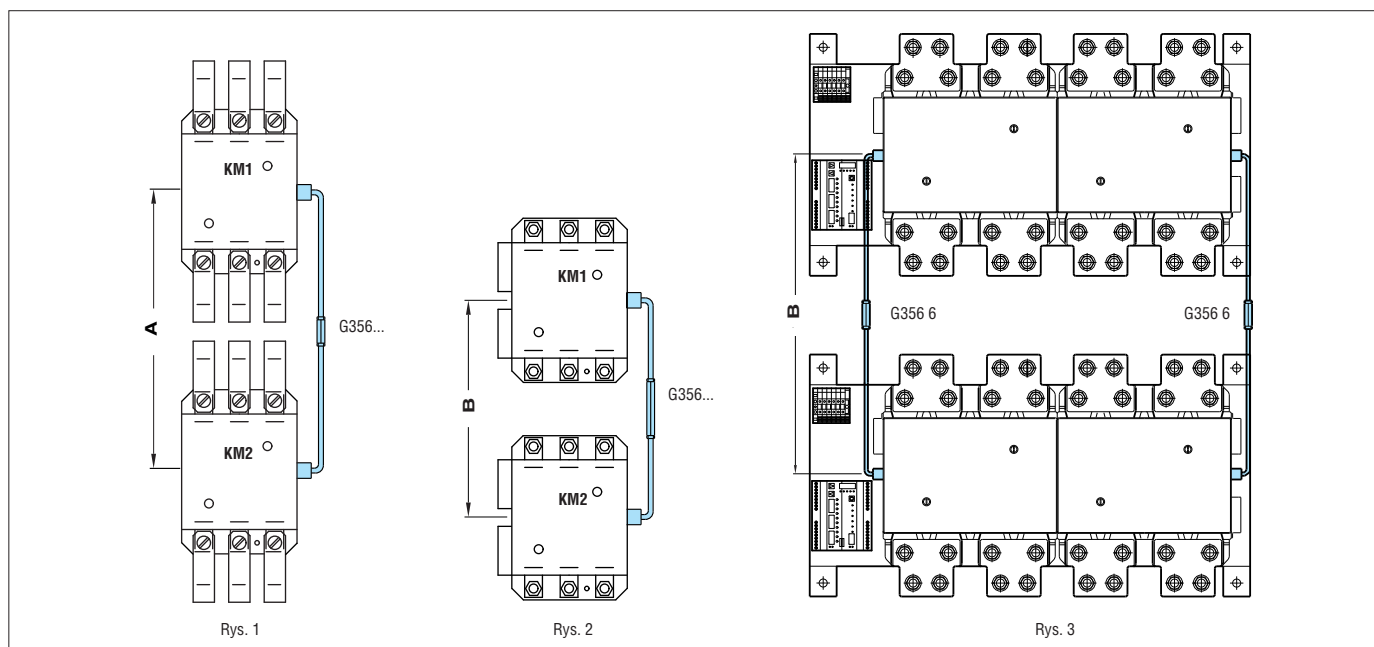 KM1
A
G356...
KM2
Rys. 1
KM1
B
G356...
KM2
Rys. 2
B
G356 6
G356 6
Rys. 3